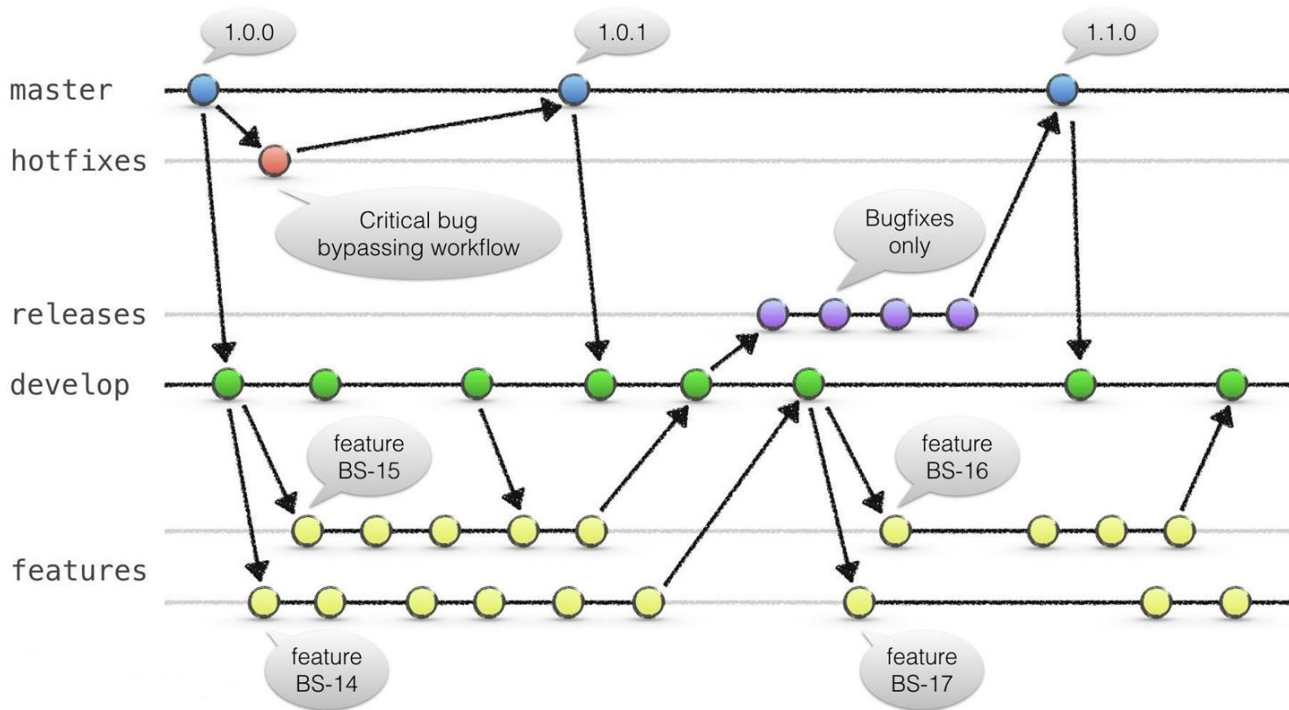 1.0.0
1.0.1
1.1.0
master
hotfixes
Critical bug
bypassing workflow
Bugfixes
only
releases
develop
feature
BS-15
feature
BS-16
features
feature
BS-14
feature
BS-17